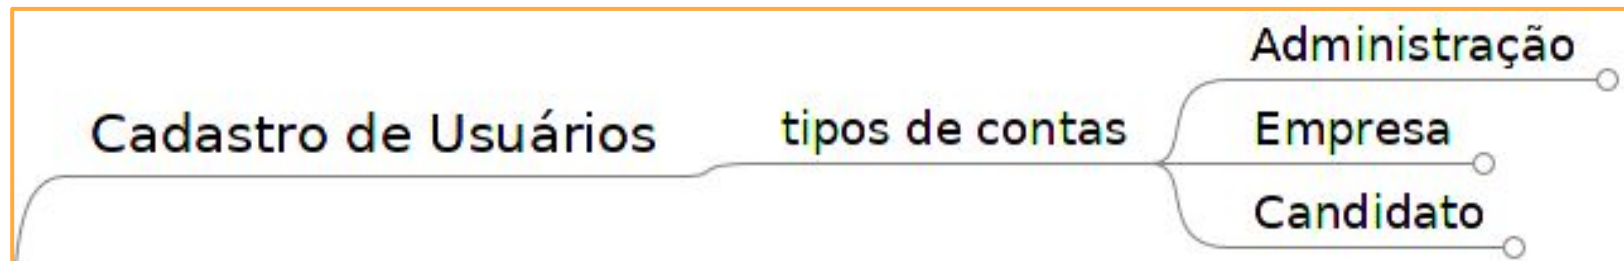 Administração
Cadastro de Usuários
tipos de contas
Empresa
Candidato